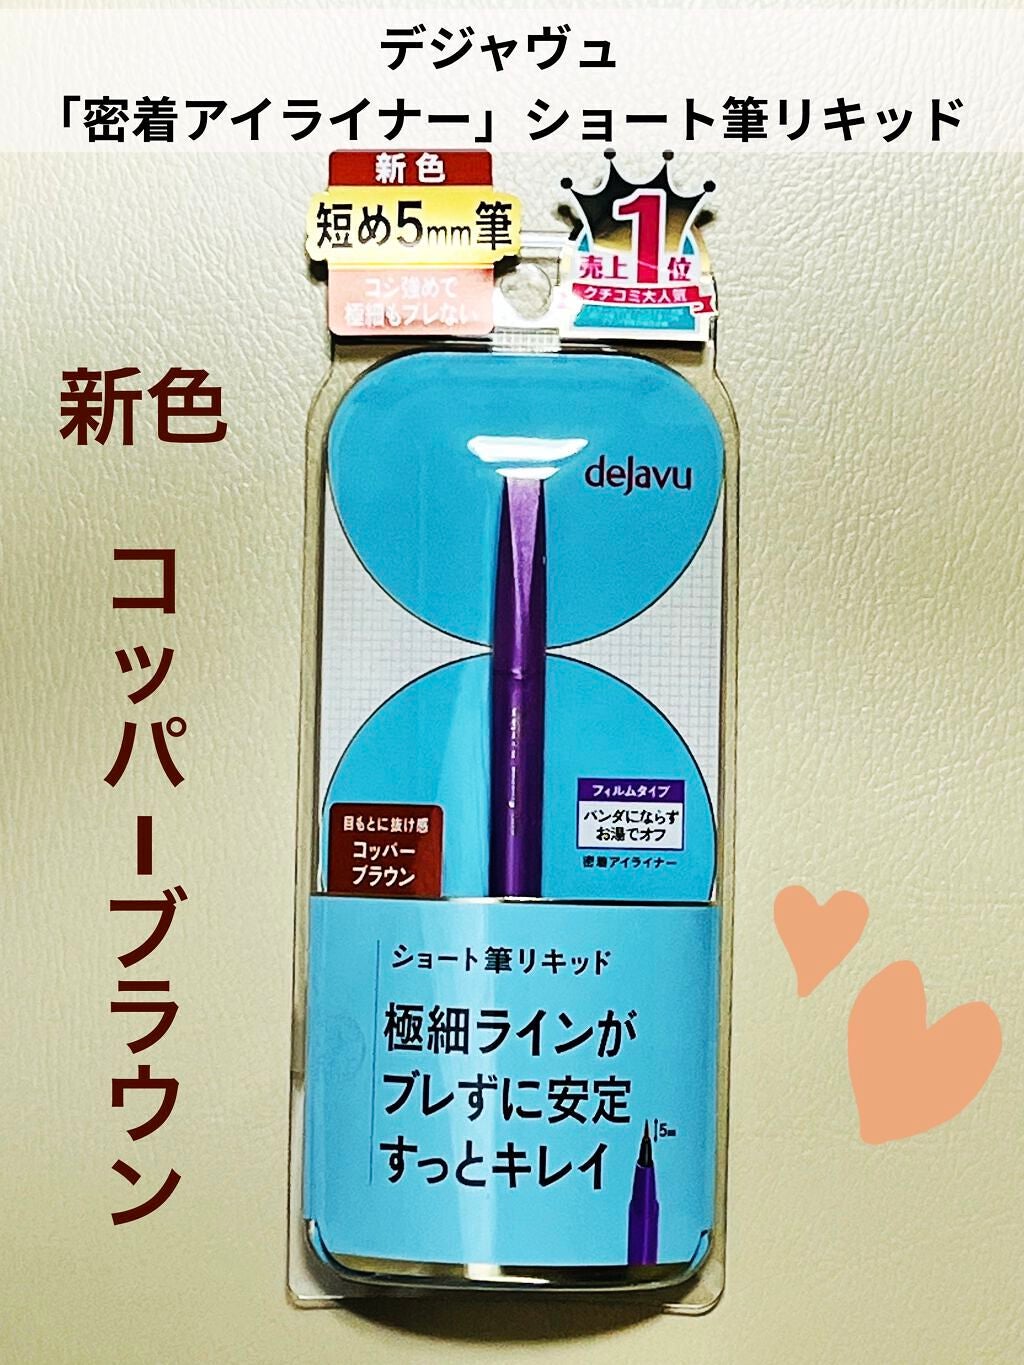 デジャヴュ
「密着アイライナー」ショート筆リキッド
新色
短め5mm筆
コシ強めで
極細もブレない
1
売上 位
クチコミ大人気
新色
コッパーブラウン
dejavu
フィルムタイプ
パンダにならず
お湯でオフ
密着アイライナー
目もとに抜け感
コッパー
ブラウン
ショート筆リキッド
極細ラインが
ブレずに安定
すっとキレイ
5mm